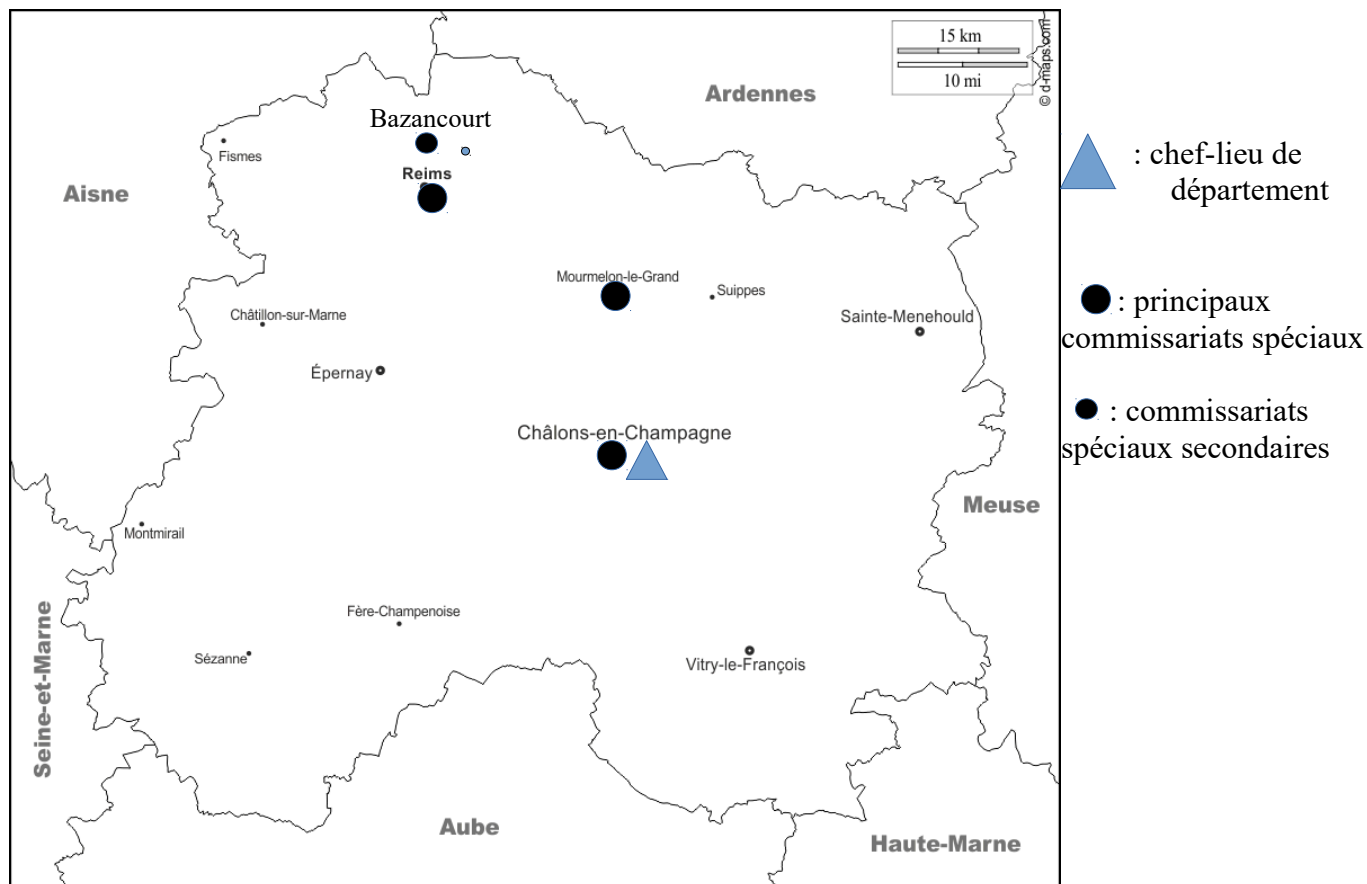 15 km
10 mi
© d-maps.com
Ardennes
Bazancourt
Fismes
Reims
Aisne
: chef-lieu de
département
Mourmelon-le-Grand
Suippes
Châtillon-sur-Marne
Sainte-Menehould
: principaux
commissariats spéciaux
Épernay
Châlons-en-Champagne
: commissariats
spéciaux secondaires
Meuse
Montmirail
Fère-Champenoise
Sézanne
Vitry-le-François
Seine-et-Marne
Aube
Haute-Marne